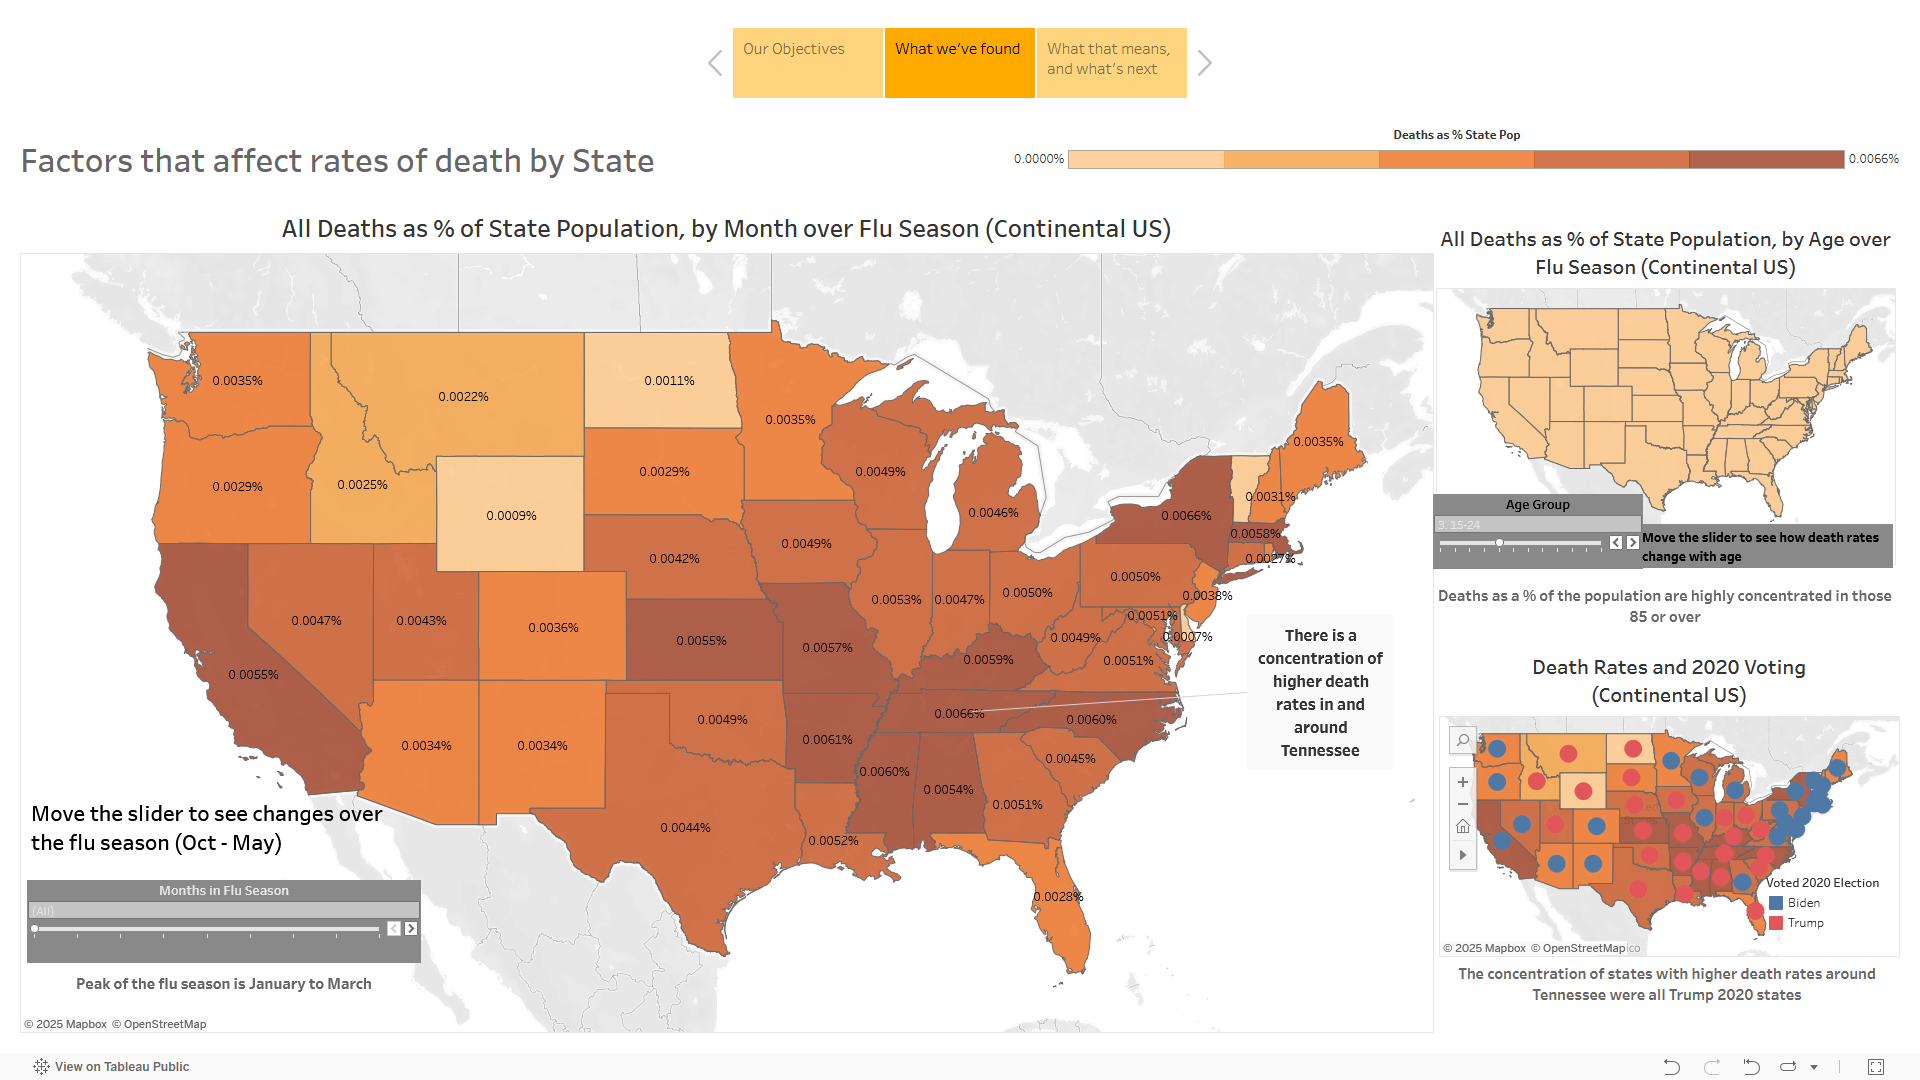 Our Objectives
What we've found
What that means,
and what's next
Factors that affect rates of death by State
Deaths as % State Pop
0.0000%
0.0066%
All Deaths as % of State Population, by Month over Flu Season (Continental US)
0.0035%
0.0022%
0.0011%
0.0035%
0.0035%
0.0029%
0.0025%
0.0009%
0.0029%
0.0049%
0.0046%
0.0066%
0.0031%
0.0058%
0.0027%
0.0042%
0.0049%
0.0050%
0.0038%
0.0053%
0.0047%
0.0050%
0.0051%
0.0007%
0.0047%
0.0043%
0.0036%
0.0055%
0.0057%
0.0059%
0.0049%
0.0051%
0.0055%
0.0034%
0.0034%
0.0049%
0.0061%
0.0066%
0.0060%
0.0045%
0.0060%
0.0054%
0.0051%
0.0044%
0.0052%
0.0028%
There is a
concentration of
higher death
rates in and
around
Tennessee
Move the slider to see changes over
the flu season (Oct - May)
Months in Flu Season
(All)
Peak of the flu season is January to March
© 2025 Mapbox © OpenStreetMap
All Deaths as % of State Population, by Age over
Flu Season (Continental US)
Age Group
3. 15-24
Move the slider to see how death rates
change with age
Deaths as a % of the population are highly concentrated in those
85 or over
Death Rates and 2020 Voting
(Continental US)
Voted 2020 Election
Biden
Trump
© 2025 Mapbox © OpenStreetMap
The concentration of states with higher death rates around
Tennessee were all Trump 2020 states
View on Tableau Public